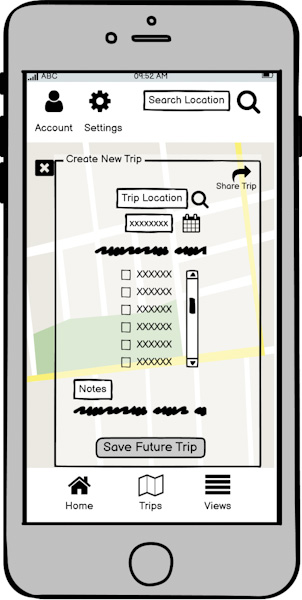 ABC 09:52 AM
Search Location
Account Settings
Create New Trip
Share Trip
Trip Location
xxxxxxxx
XXXXXX
XXXXXX
XXXXXX
XXXXXX
XXXXXX
XXXXXX
Notes
Save Future Trip
Home Trips Views